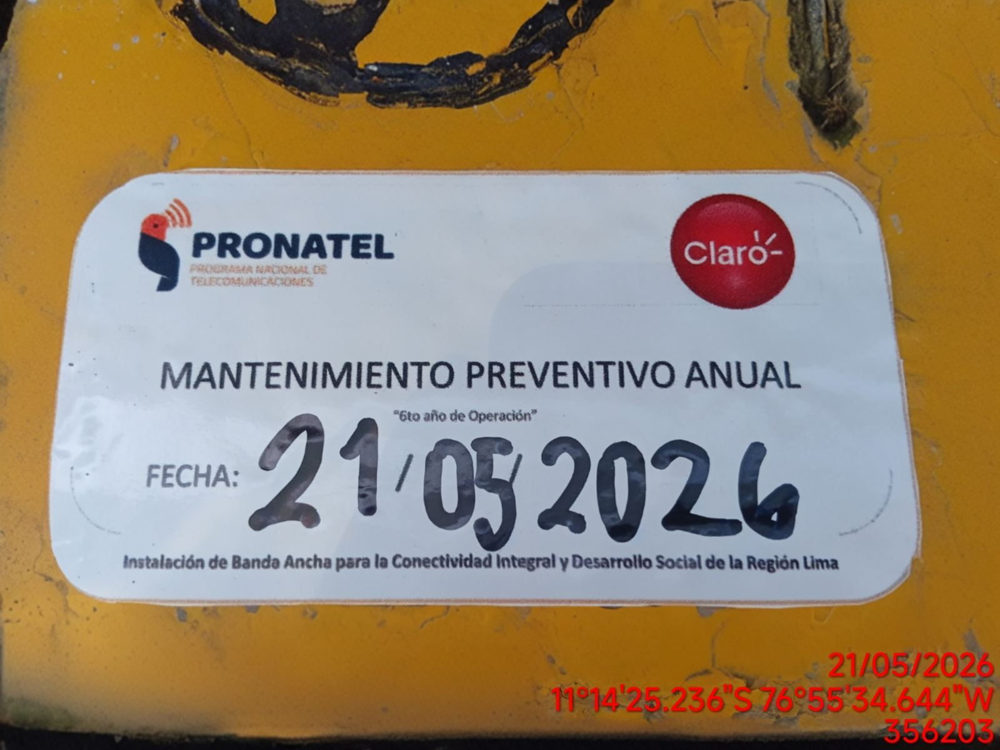 PRONATEL
PROGRAMA NACIONAL DE
TELECOMUNICACIONES
Claro
MANTENIMIENTO PREVENTIVO ANUAL
"6to año de Operación"
FECHA: 21/05/2026
Instalación de Banda Ancha para la Conectividad Integral y Desarrollo Social de la Región Lima
21/05/2026
11°14'25.236"S 76°55'34.644"W
356203